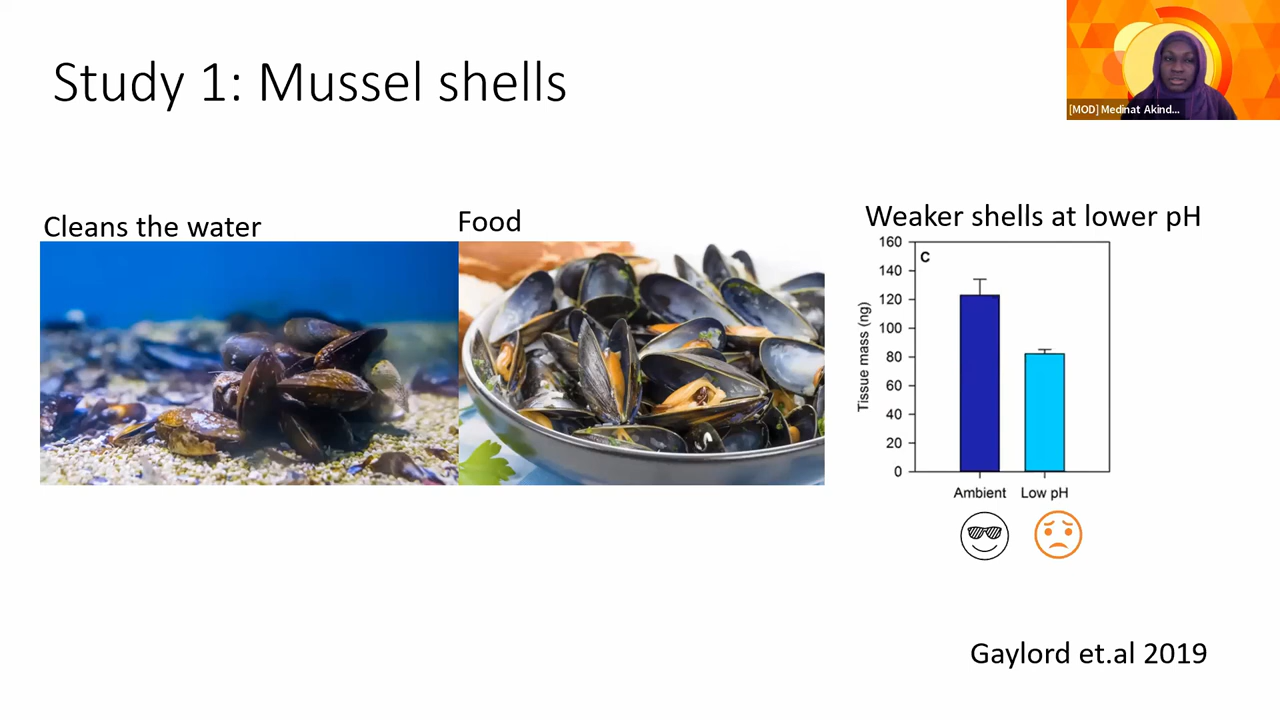 Study 1: Mussel shells
[MOD] Medinat Akind...
Cleans the water
Food
Weaker shells at lower pH
160
140
120
100
80
60
40
20
0
Tissue mass (ng)
C
Ambient
Low pH
Gaylord et.al 2019